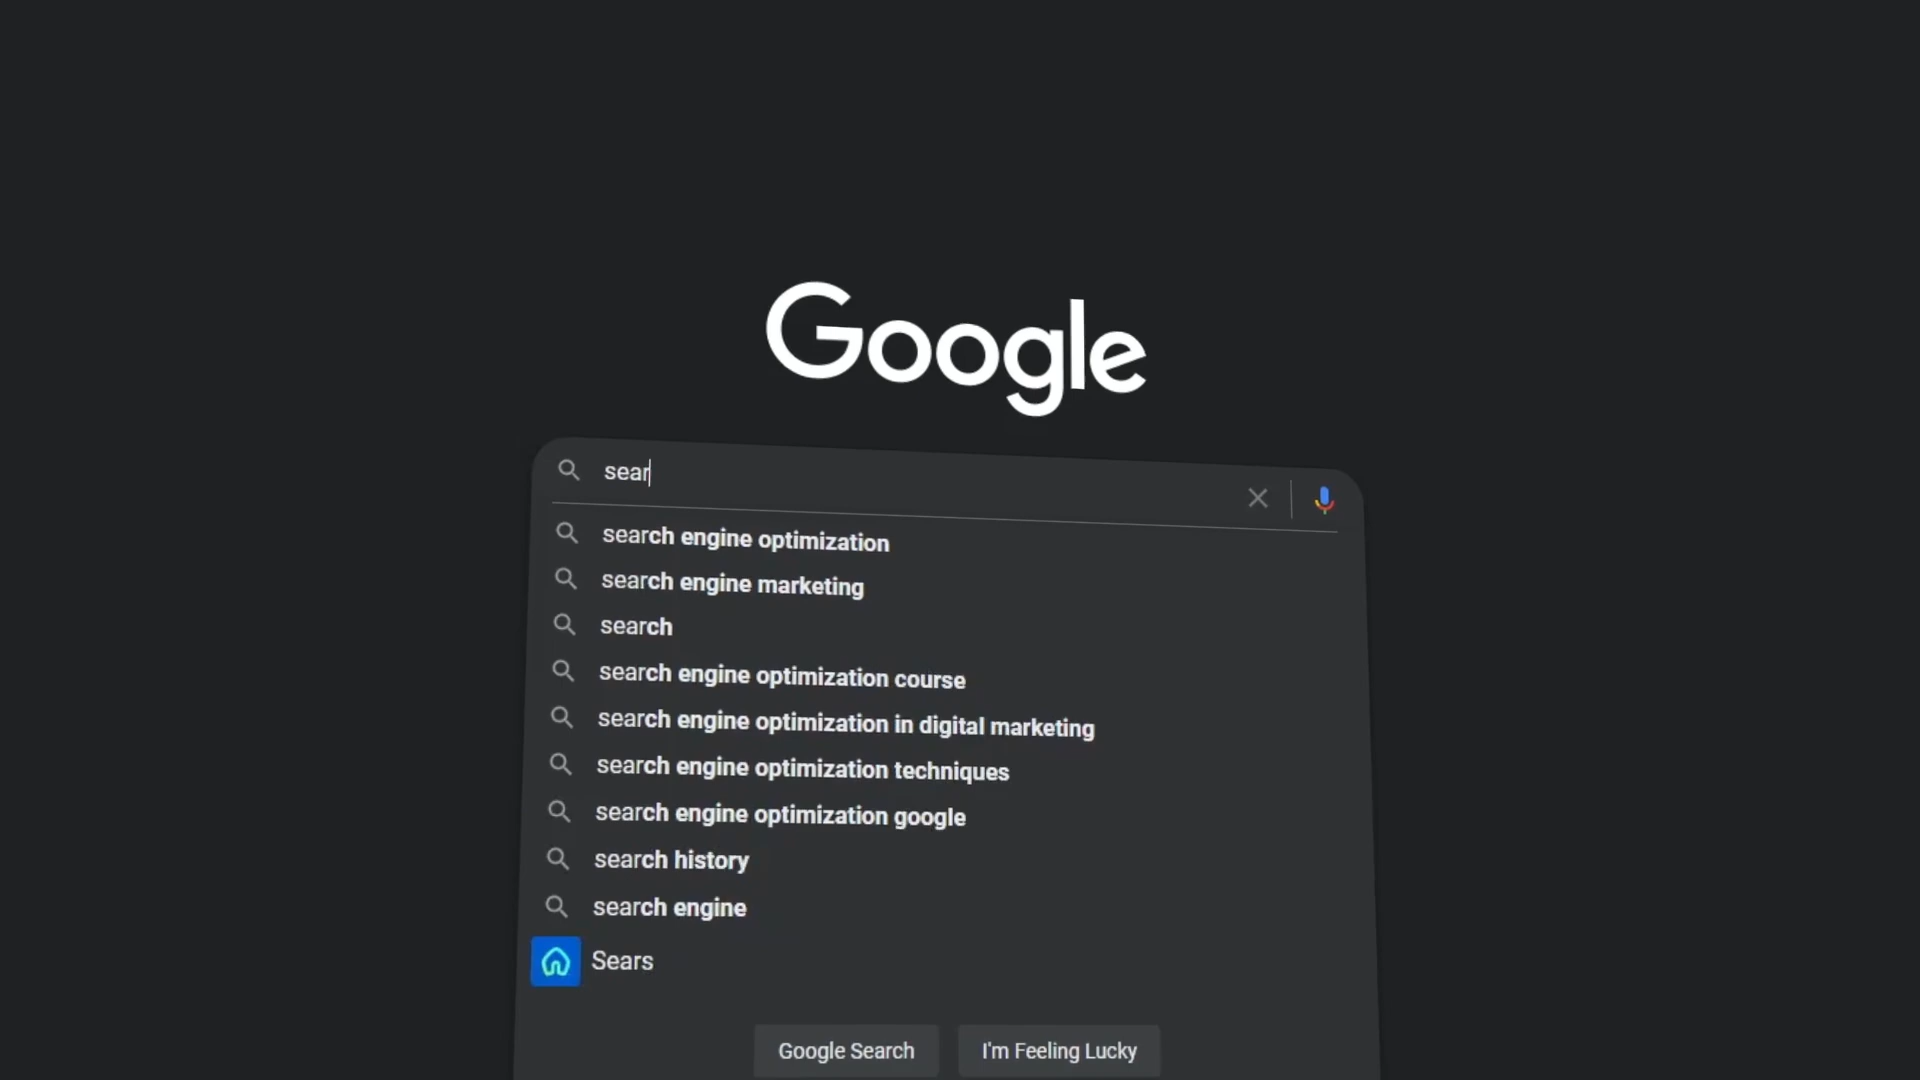 Google
sear
search engine optimization
search engine marketing
search
search engine optimization course
search engine optimization in digital marketing
search engine optimization techniques
search engine optimization google
search history
search engine
Sears
Google Search
I'm Feeling Lucky